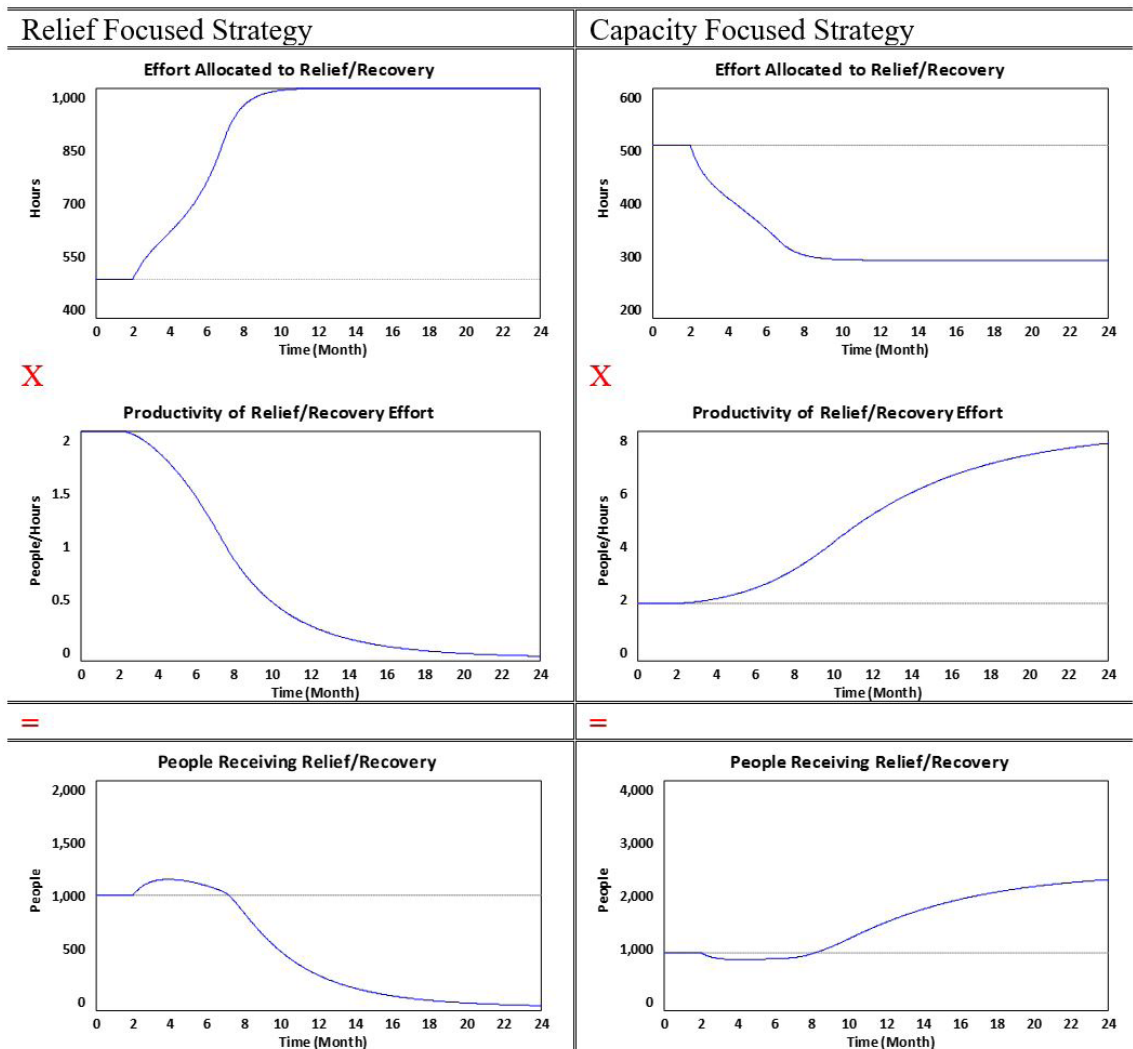 Relief Focused Strategy
Capacity Focused Strategy
Effort Allocated to Relief/Recovery
1,000
850
700
550
400
Hours
0 2 4 6 8 10 12 14 16 18 20 22 24
Time (Month)
Effort Allocated to Relief/Recovery
600
500
400
300
200
Hours
0 2 4 6 8 10 12 14 16 18 20 22 24
Time (Month)
X
X
Productivity of Relief/Recovery Effort
2
1.5
1
0.5
0
People/Hours
0 2 4 6 8 10 12 14 16 18 20 22 24
Time (Month)
Productivity of Relief/Recovery Effort
8
6
4
2
0
People/Hours
0 2 4 6 8 10 12 14 16 18 20 22 24
Time (Month)
=
=
People Receiving Relief/Recovery
2,000
1,500
1,000
500
0
People
0 2 4 6 8 10 12 14 16 18 20 22 24
Time (Month)
People Receiving Relief/Recovery
4,000
3,000
2,000
1,000
0
People
0 2 4 6 8 10 12 14 16 18 20 22 24
Time (Month)